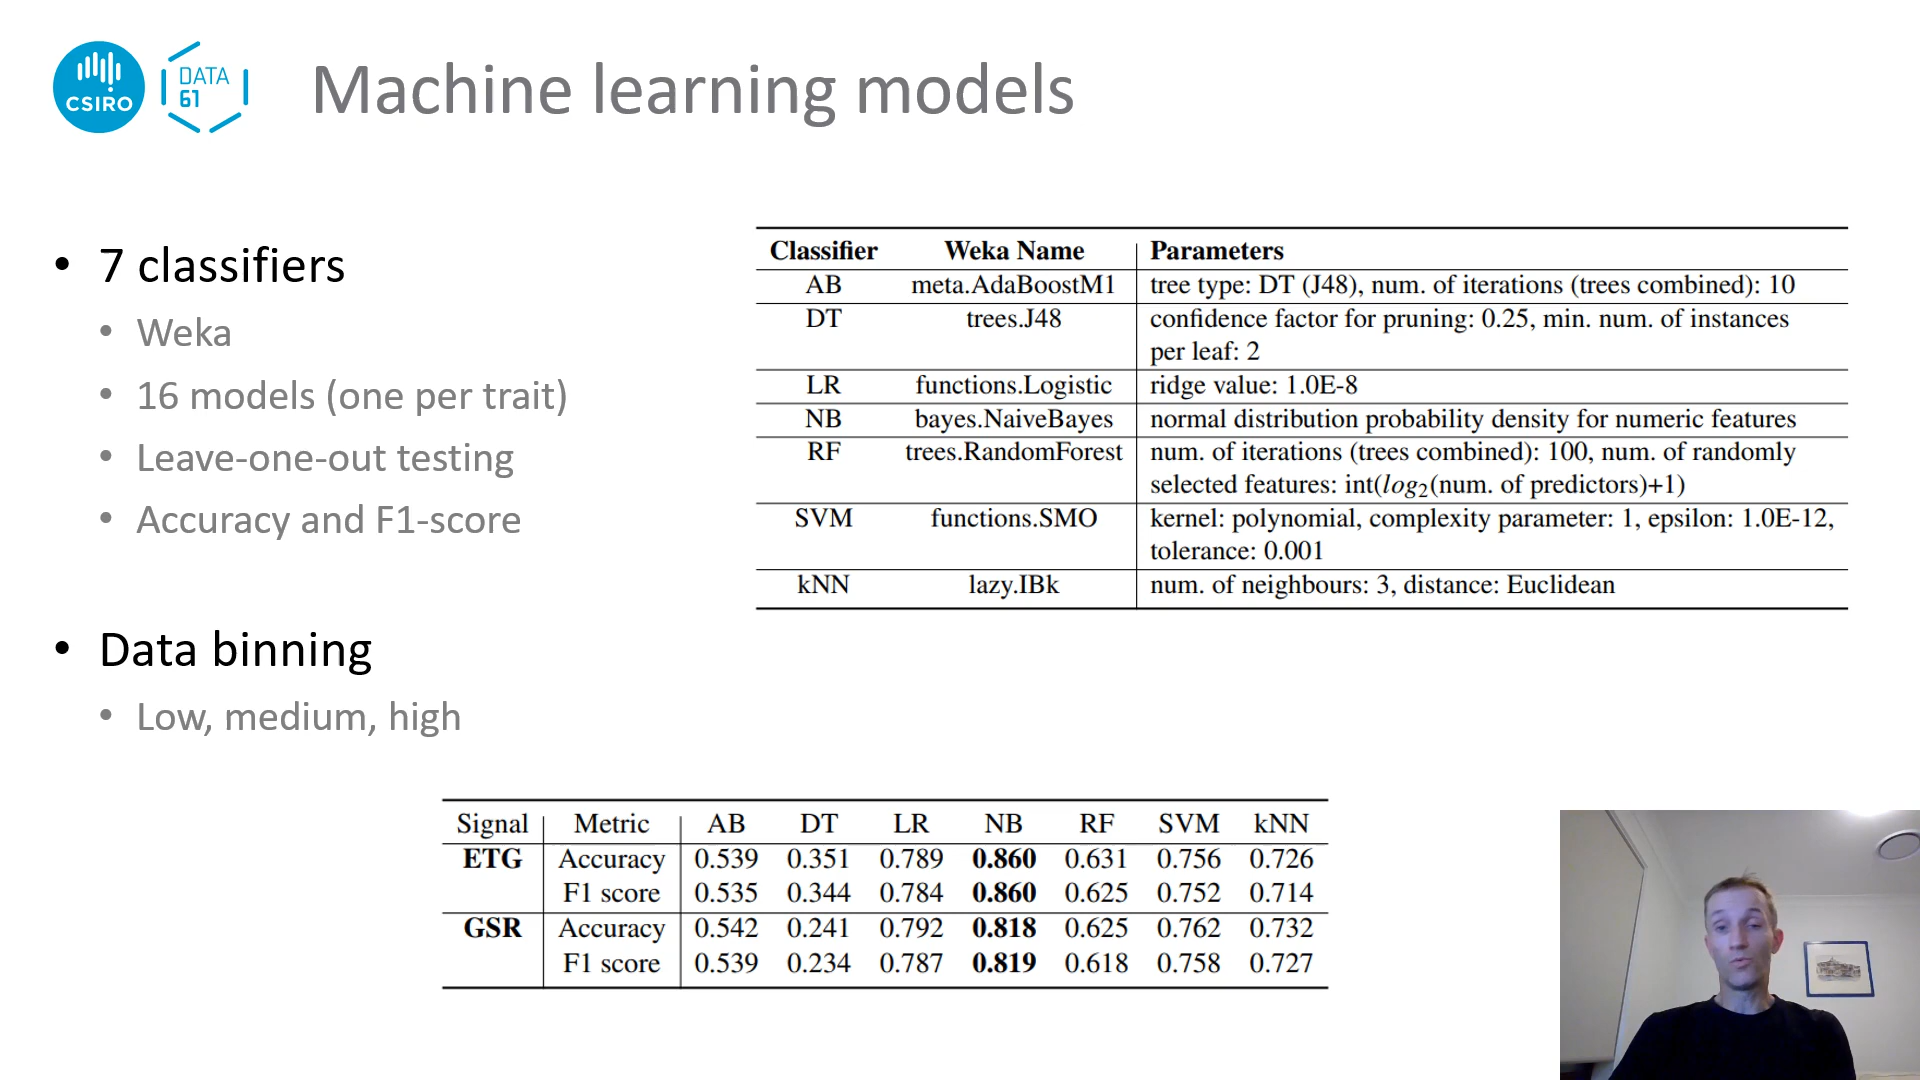 CSIRO
DATA
61
Machine learning models
• 7 classifiers
• Weka
• 16 models (one per trait)
• Leave-one-out testing
• Accuracy and F1-score
• Data binning
• Low, medium, high
Classifier Weka Name Parameters
AB meta.AdaBoostM1 tree type: DT (J48), num. of iterations (trees combined): 10
DT trees.J48 confidence factor for pruning: 0.25, min. num. of instances
per leaf: 2
LR functions.Logistic ridge value: 1.0E-8
NB bayes.NaiveBayes normal distribution probability density for numeric features
RF trees.RandomForest num. of iterations (trees combined): 100, num. of randomly
selected features: int(log₂(num. of predictors)+1)
SVM functions.SMO kernel: polynomial, complexity parameter: 1, epsilon: 1.0E-12,
tolerance: 0.001
kNN lazy.IBk num. of neighbours: 3, distance: Euclidean
Signal Metric AB DT LR NB RF SVM kNN
ETG Accuracy 0.539 0.351 0.789 0.860 0.631 0.756 0.726
F1 score 0.535 0.344 0.784 0.860 0.625 0.752 0.714
GSR Accuracy 0.542 0.241 0.792 0.818 0.625 0.762 0.732
F1 score 0.539 0.234 0.787 0.819 0.618 0.758 0.727